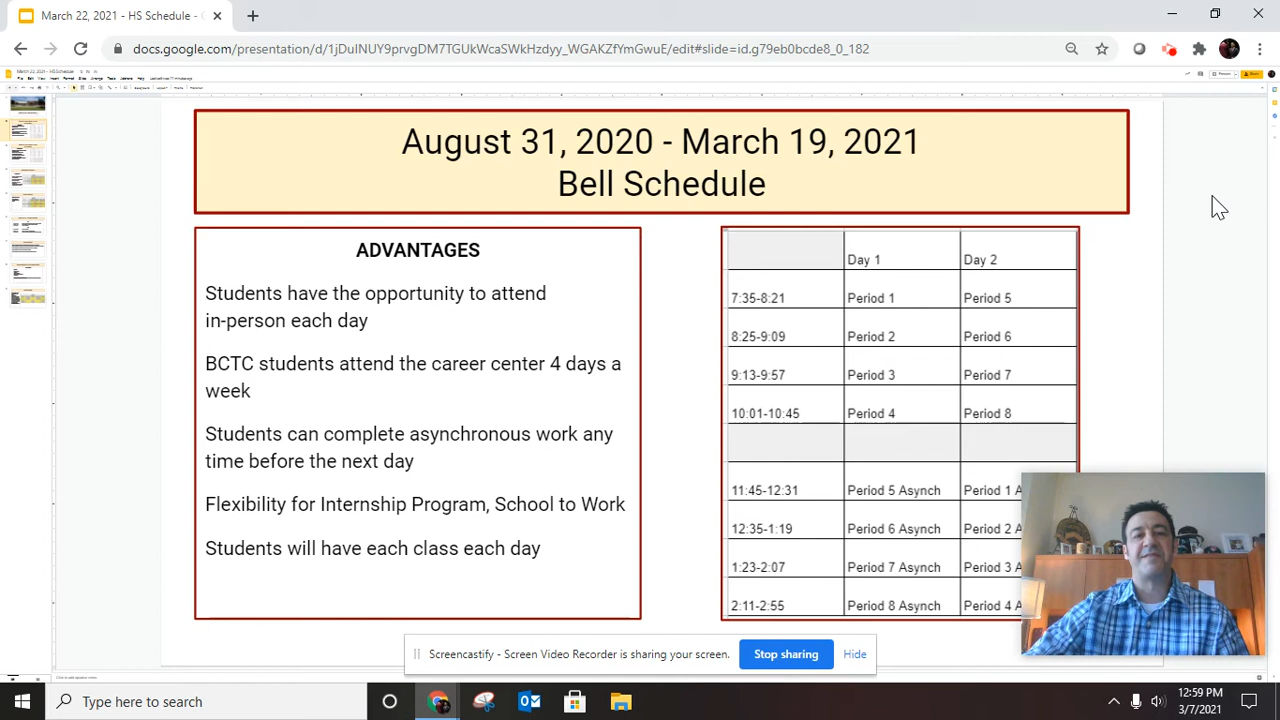 March 22, 2021 - HS Schedule -
docs.google.com/presentation/d/1jDuINUY9prvgDM7TGUkWcaSWkHzdyy_WGAKZfYmGwuE/edit#slide=id.g79eb0bcde8_0_182
August 31, 2020 - March 19, 2021
Bell Schedule
ADVANTAGES
Students have the opportunity to attend
in-person each day
BCTC students attend the career center 4 days a
week
Students can complete asynchronous work any
time before the next day
Flexibility for Internship Program, School to Work
Students will have each class each day
Day 1 Day 2
7:35-8:21 Period 1 Period 5
8:25-9:09 Period 2 Period 6
9:13-9:57 Period 3 Period 7
10:01-10:45 Period 4 Period 8
11:45-12:31 Period 5 Asynch Period 1 A
12:35-1:19 Period 6 Asynch Period 2 A
1:23-2:07 Period 7 Asynch Period 3 A
2:11-2:55 Period 8 Asynch Period 4 A
Screencastify - Screen Video Recorder is sharing your screen. Stop sharing Hide
Type here to search
12:59 PM
3/7/2021